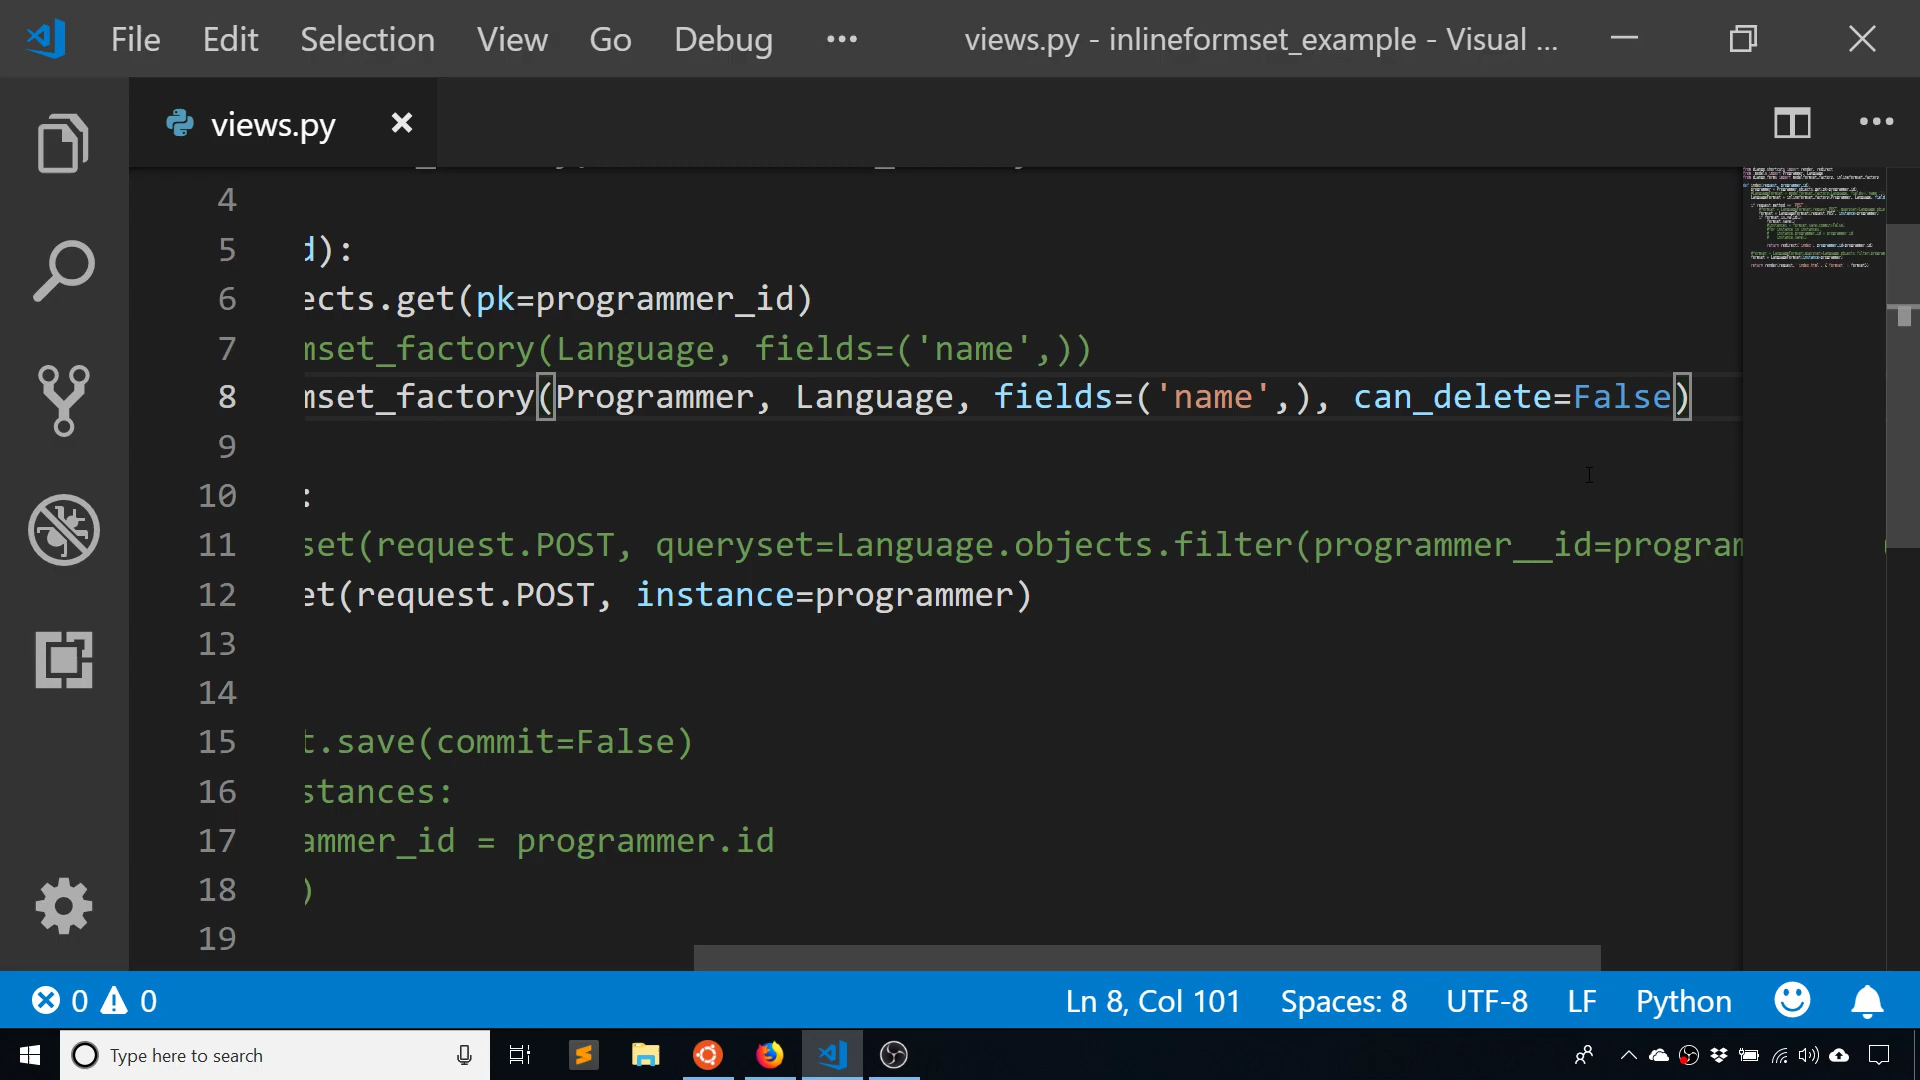 File Edit Selection View Go Debug ••• views.py - inlineformset_example - Visual ...
views.py
4
5 d):
6 ects.get(pk=programmer_id)
7 mset_factory(Language, fields=('name',))
8 mset_factory(Programmer, Language, fields=('name',), can_delete=False)
9
10 :
11 set(request.POST, queryset=Language.objects.filter(programmer__id=program
12 et(request.POST, instance=programmer)
13
14
15 t.save(commit=False)
16 stances:
17 ammer_id = programmer.id
18 )
19
0 0 Ln 8, Col 101 Spaces: 8 UTF-8 LF Python
Type here to search